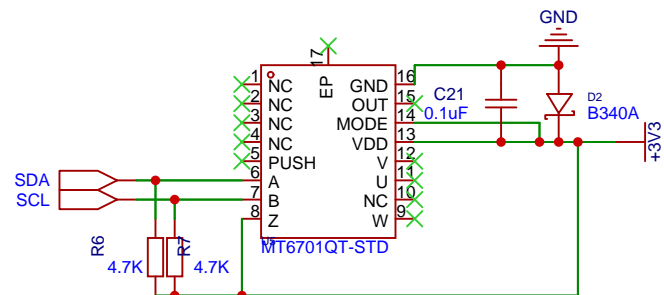 GND
17
EP
1
NC
2
NC
3
NC
4
NC
5
PUSH
6
A
7
B
8
Z
16
GND
15
OUT
14
MODE
13
VDD
12
V
11
U
10
NC
9
W
C21
0.1uF
D2
B340A
+3V3
SDA
SCL
R6
4.7K
R7
4.7K
MT6701QT-STD